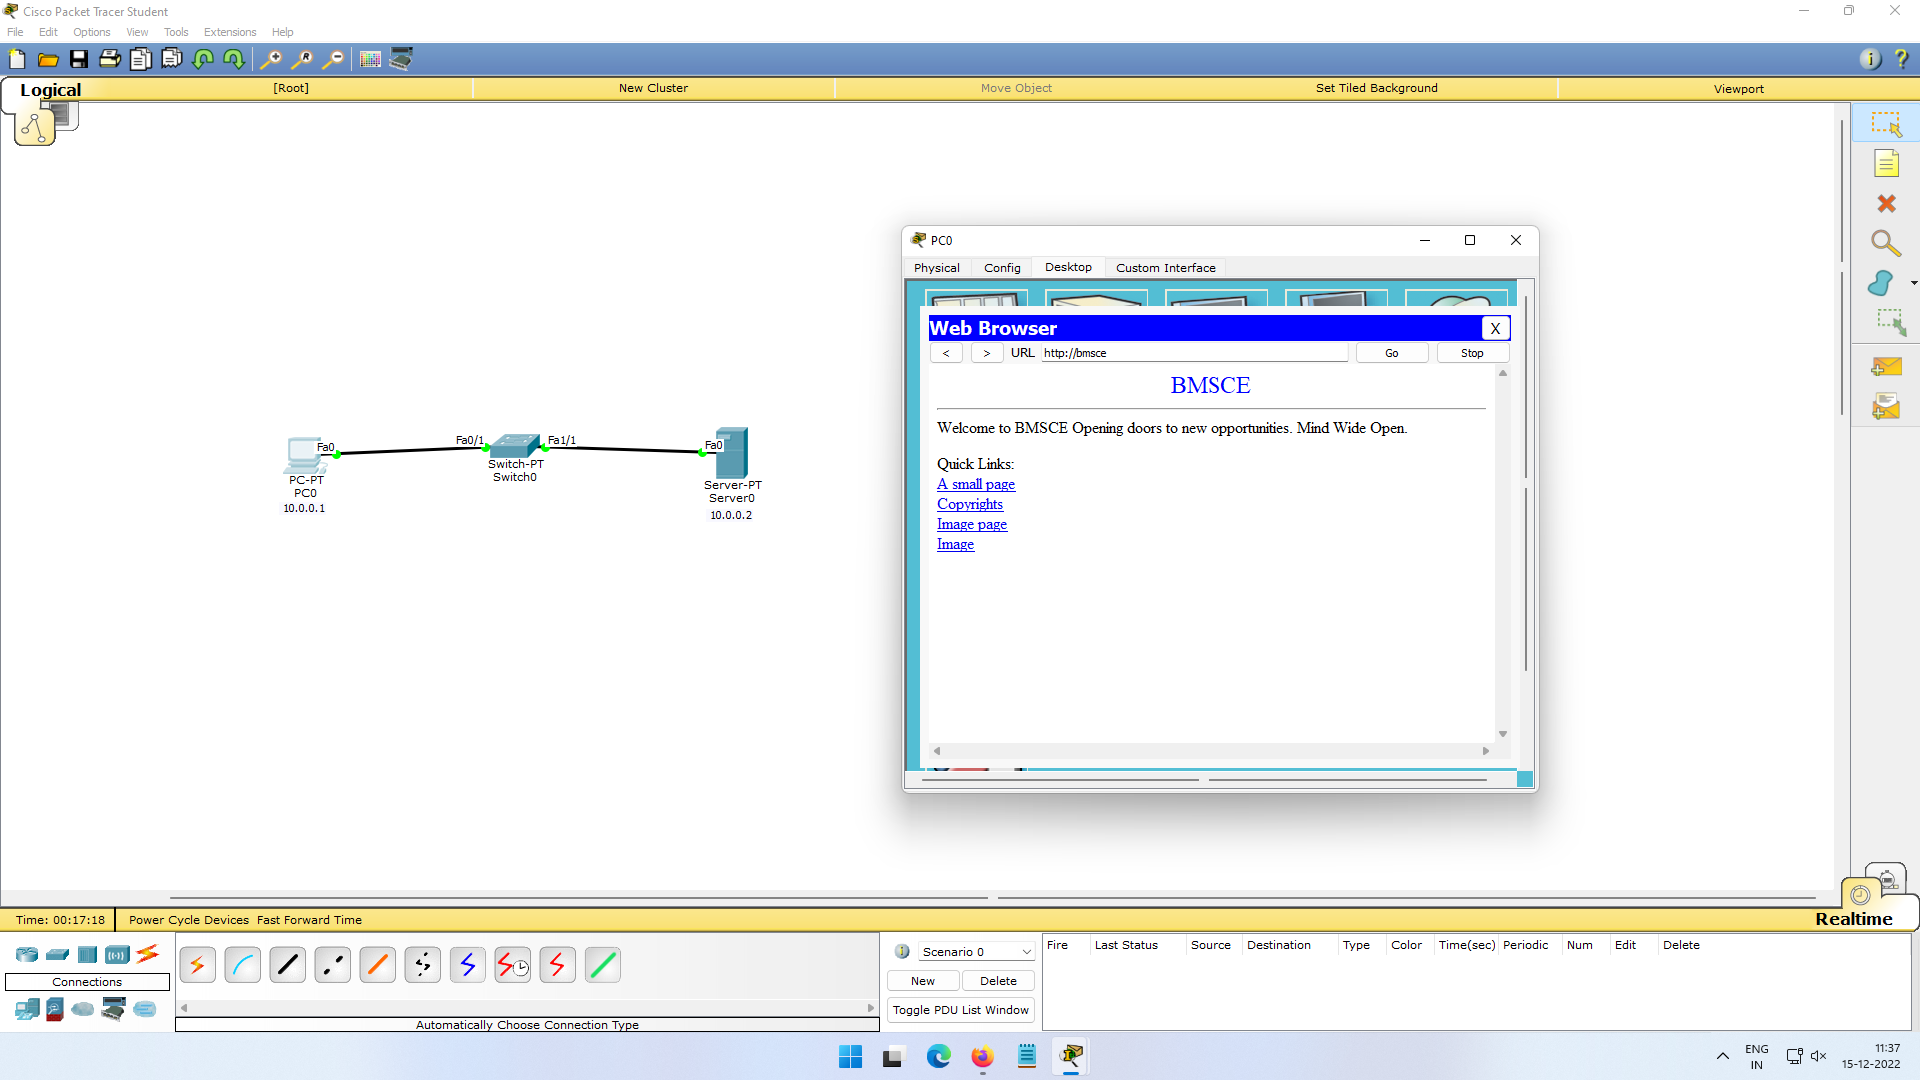 Cisco Packet Tracer Student
File Edit Options View Tools Extensions Help
Logical [Root] New Cluster Move Object Set Tiled Background Viewport
PC0
Physical Config Desktop Custom Interface
Web Browser X
< > URL http://bmsce Go Stop
BMSCE
Welcome to BMSCE Opening doors to new opportunities. Mind Wide Open.
Quick Links:
A small page
Copyrights
Image page
Image
Fa0 Fa0/1 Fa1/1 Fa0
PC-PT
PC0
10.0.0.1
Switch-PT
Switch0
Server-PT
Server0
10.0.0.2
Time: 00:17:18 Power Cycle Devices Fast Forward Time Realtime
Connections
Automatically Choose Connection Type
Scenario 0
New Delete
Toggle PDU List Window
Fire Last Status Source Destination Type Color Time(sec) Periodic Num Edit Delete
ENG
IN
11:37
15-12-2022